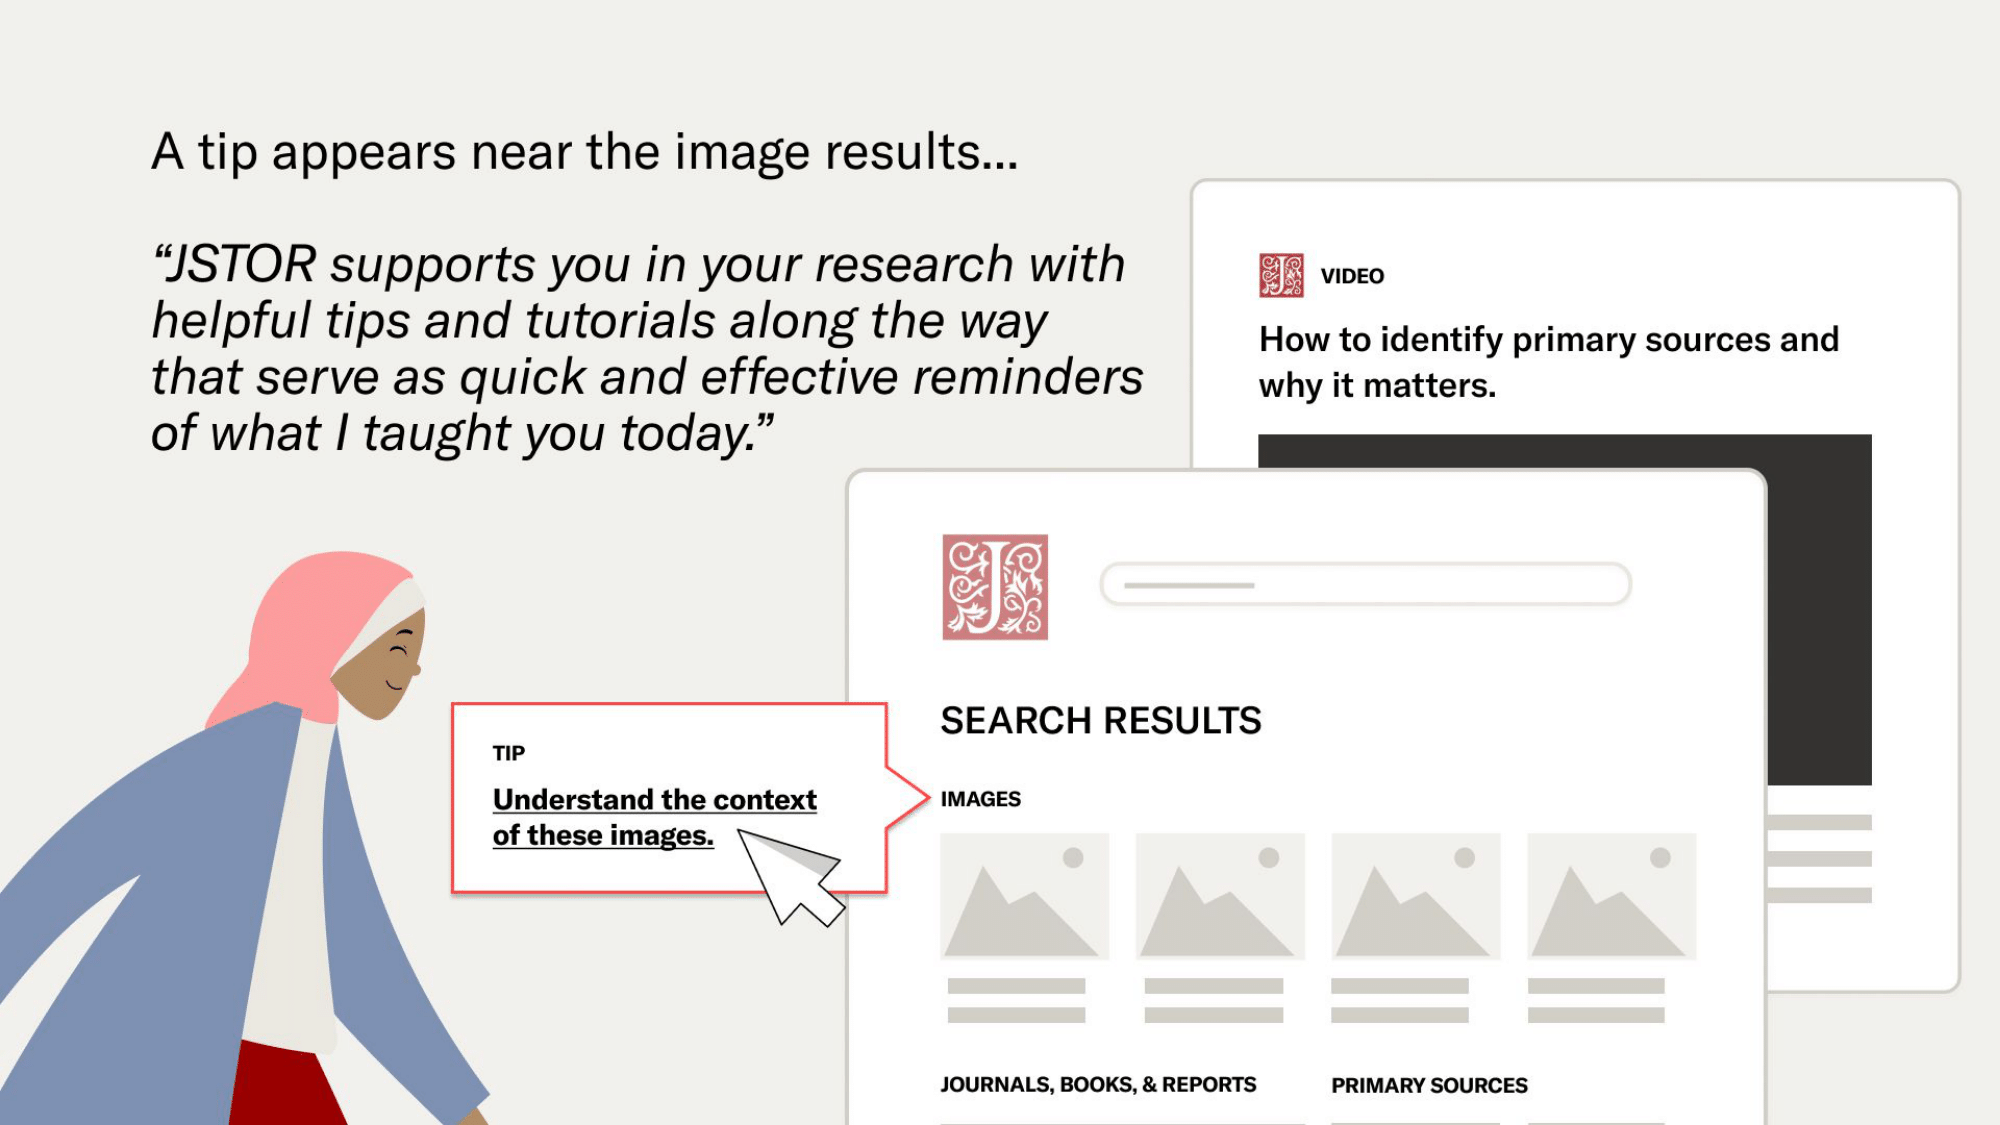 A tip appears near the image results...
“JSTOR supports you in your research with
helpful tips and tutorials along the way
that serve as quick and effective reminders
of what I taught you today.”
VIDEO
How to identify primary sources and
why it matters.
TIP
Understand the context
of these images.
SEARCH RESULTS
IMAGES
JOURNALS, BOOKS, & REPORTS
PRIMARY SOURCES